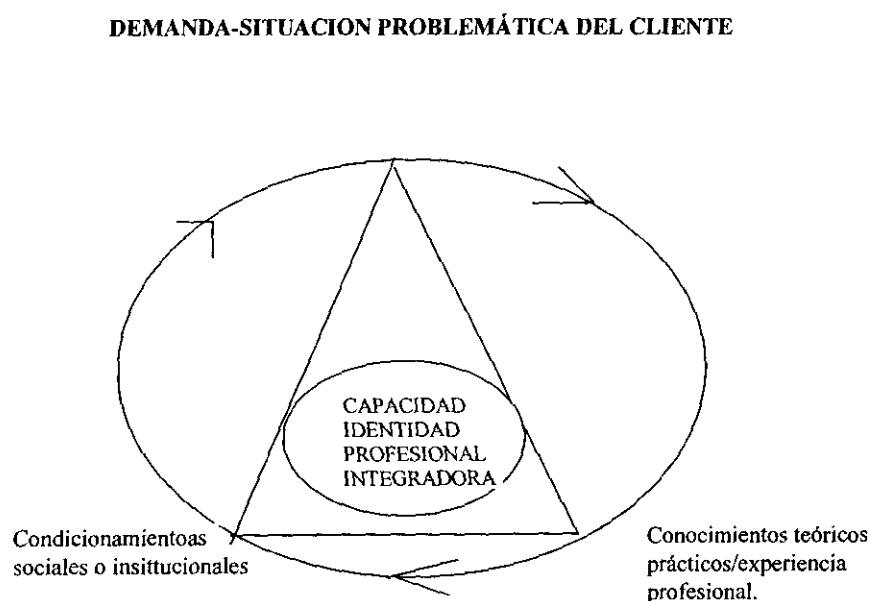 DEMANDA-SITUACION PROBLEMÁTICA DEL CLIENTE
CAPACIDAD
IDENTIDAD
PROFESIONAL
INTEGRADORA
Condicionamientoas
sociales o insittucionales
Conocimientos teóricos
prácticos/experiencia
profesional.